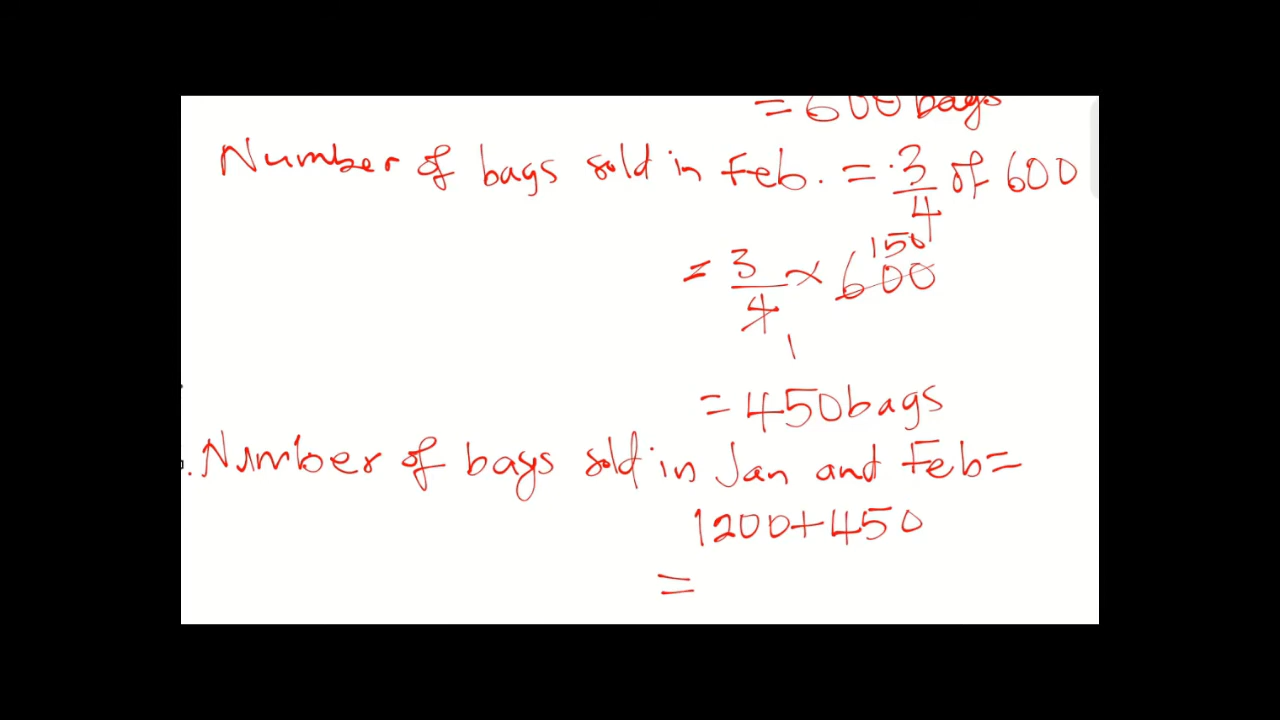 = 600 bags
Number of bags sold in Feb. = 3/4 of 600
= 3/4 × 600
150
1
= 450 bags
. Number of bags sold in Jan and Feb =
1200 + 450
=